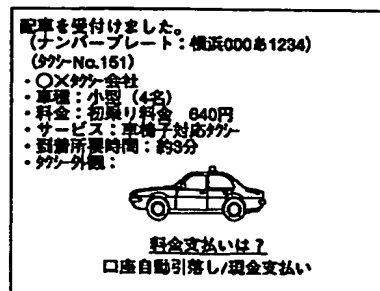 配車を受付けました。
(ナンバープレート：横浜000あ1234)
(ﾀｸｼｰNo.151)
・○×ﾀｸｼｰ会社
・車種：小型 (4名)
・料金：初乗り料金 640円
・サービス：車椅子対応ﾀｸｼｰ
・到着所要時間：約3分
・ﾀｸｼｰ外観：
料金支払いは？
口座自動引落し/現金支払い